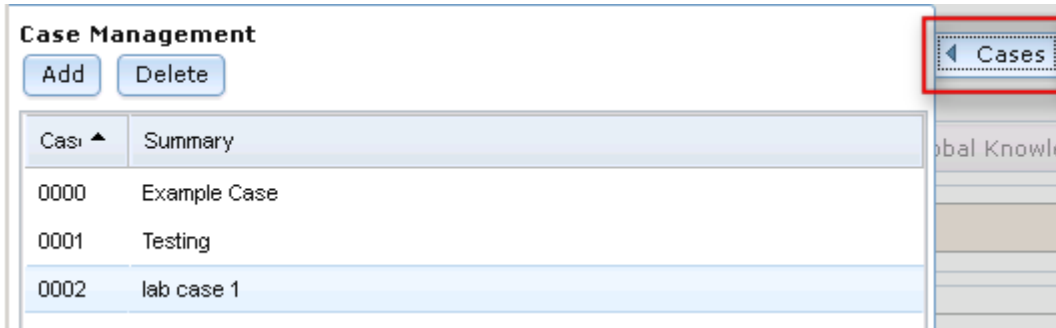 Case Management
Cases
Add Delete
Summary
0000 Example Case
0001 Testing
0002 lab case 1